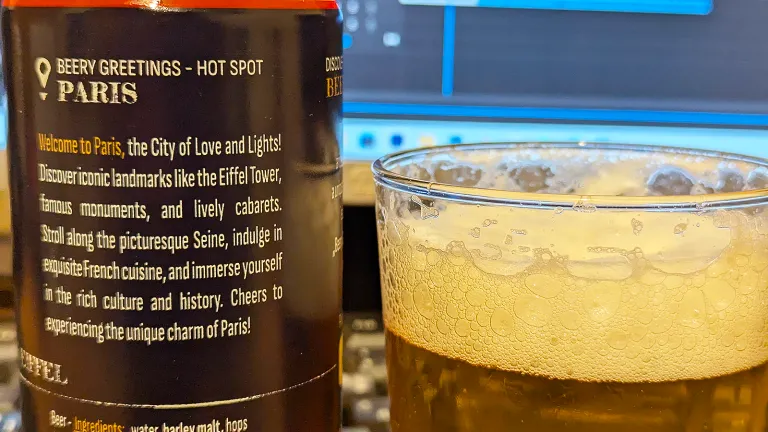 BEERY GREETINGS - HOT SPOT
PARIS
Welcome to Paris, the City of Love and Lights!
Discover iconic landmarks like the Eiffel Tower,
famous monuments, and lively cabarets.
Stroll along the picturesque Seine, indulge in
exquisite French cuisine, and immerse yourself
in the rich culture and history. Cheers to
experiencing the unique charm of Paris!
EIFFEL
Beer - Ingredients: water, barley malt, hops